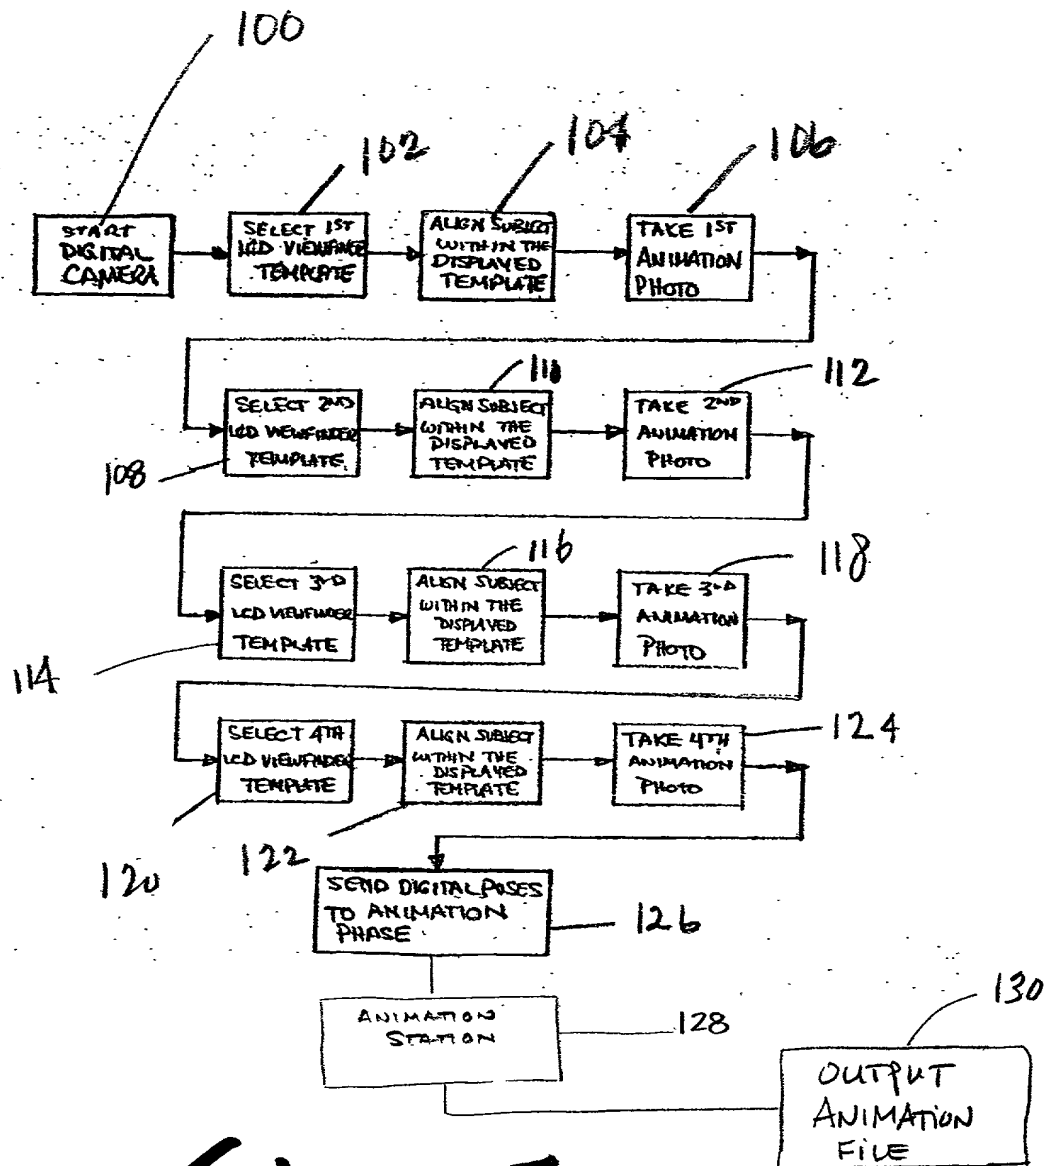 100
102
104
106
START
DIGITAL
CAMERA
SELECT 1ST
LCD VIEWFINDER
TEMPLATE
ALIGN SUBJECT
WITHIN THE
DISPLAYED
TEMPLATE
TAKE 1ST
ANIMATION
PHOTO
108
110
112
SELECT 2ND
LCD VIEWFINDER
TEMPLATE
ALIGN SUBJECT
WITHIN THE
DISPLAYED
TEMPLATE
TAKE 2ND
ANIMATION
PHOTO
114
116
118
SELECT 3RD
LCD VIEWFINDER
TEMPLATE
ALIGN SUBJECT
WITHIN THE
DISPLAYED
TEMPLATE
TAKE 3RD
ANIMATION
PHOTO
120
122
124
SELECT 4TH
LCD VIEWFINDER
TEMPLATE
ALIGN SUBJECT
WITHIN THE
DISPLAYED
TEMPLATE
TAKE 4TH
ANIMATION
PHOTO
SEND DIGITAL POSES
TO ANIMATION
PHASE
126
ANIMATION
STATION
128
130
OUTPUT
ANIMATION
FILE